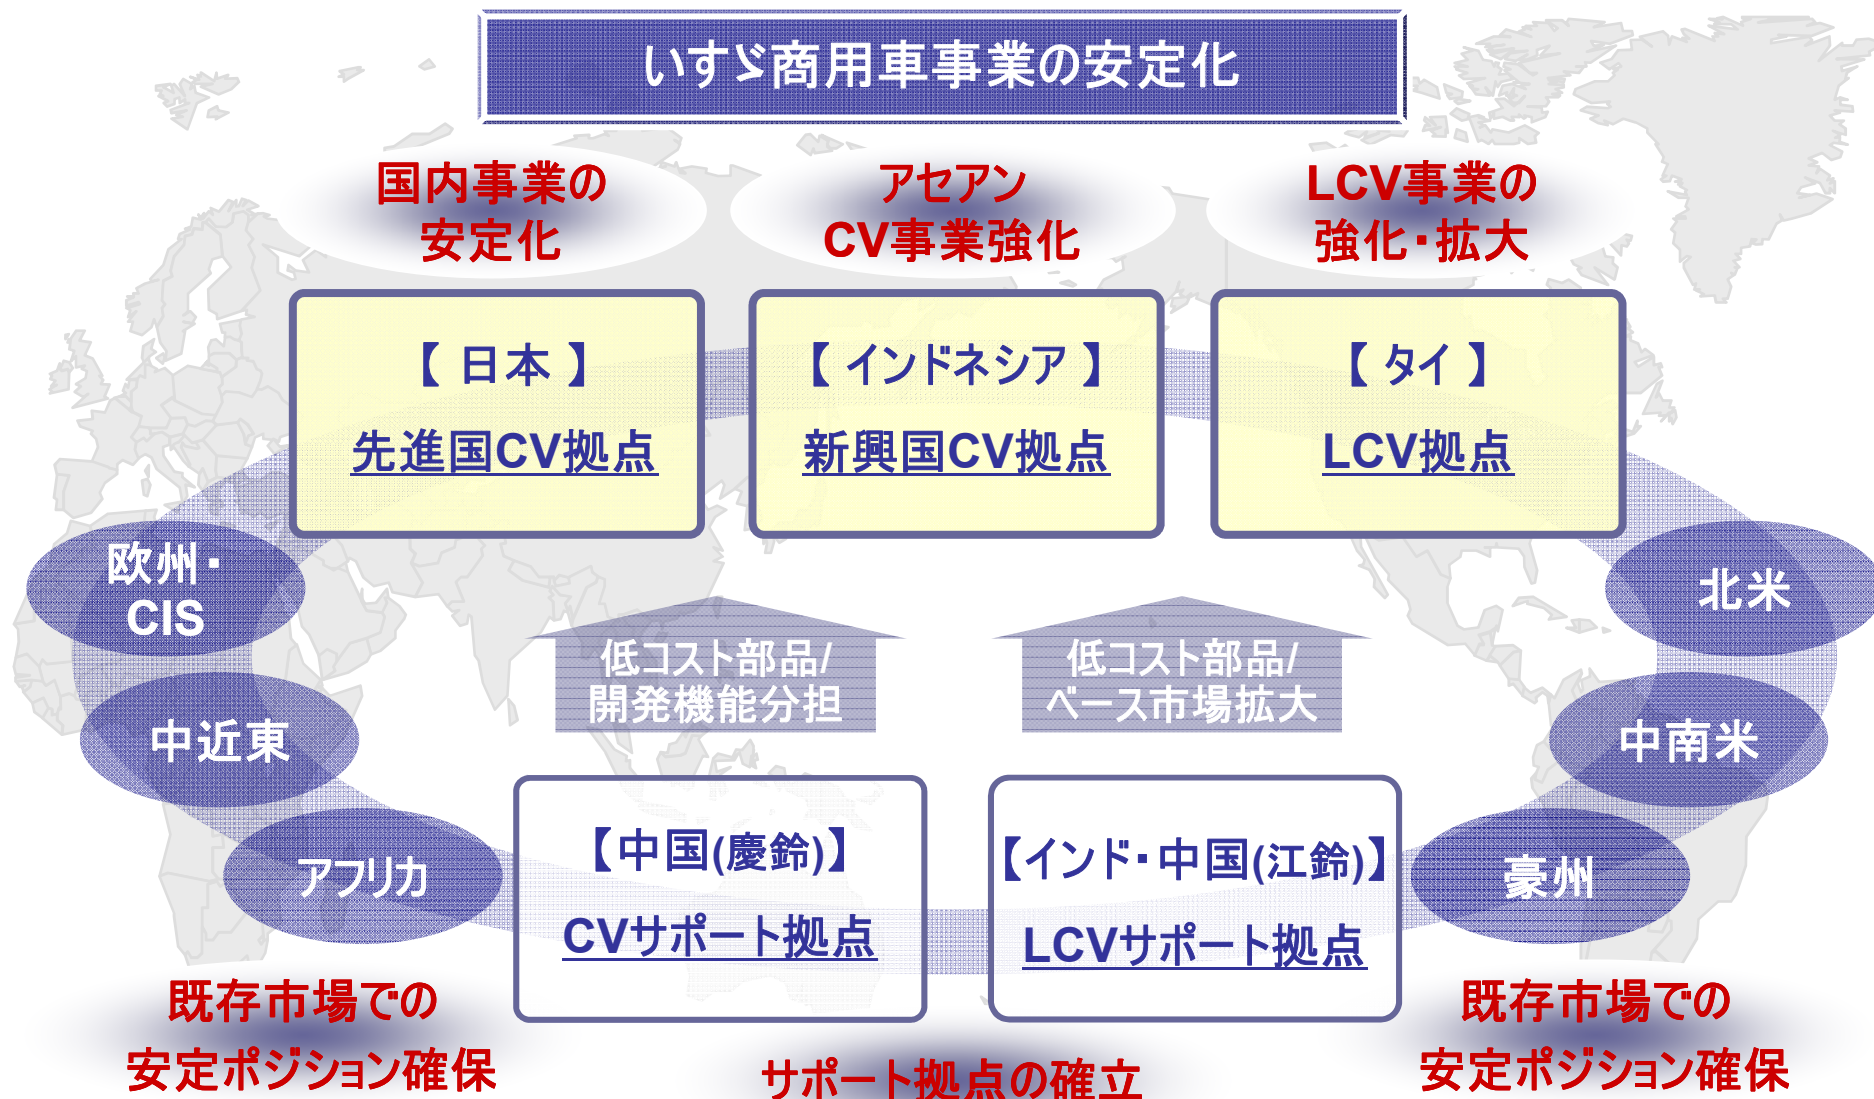 いすゞ商用車事業の安定化
国内事業の
安定化
アセアン
CV事業強化
LCV事業の
強化・拡大
【 日本 】
先進国CV拠点
【 インドネシア 】
新興国CV拠点
【 タイ 】
LCV拠点
欧州・
CIS
中近東
アフリカ
北米
中南米
豪州
低コスト部品/
開発機能分担
低コスト部品/
ベース市場拡大
【中国(慶鈴)】
CVサポート拠点
【インド・中国(江鈴)】
LCVサポート拠点
既存市場での
安定ポジション確保
サポート拠点の確立
既存市場での
安定ポジション確保